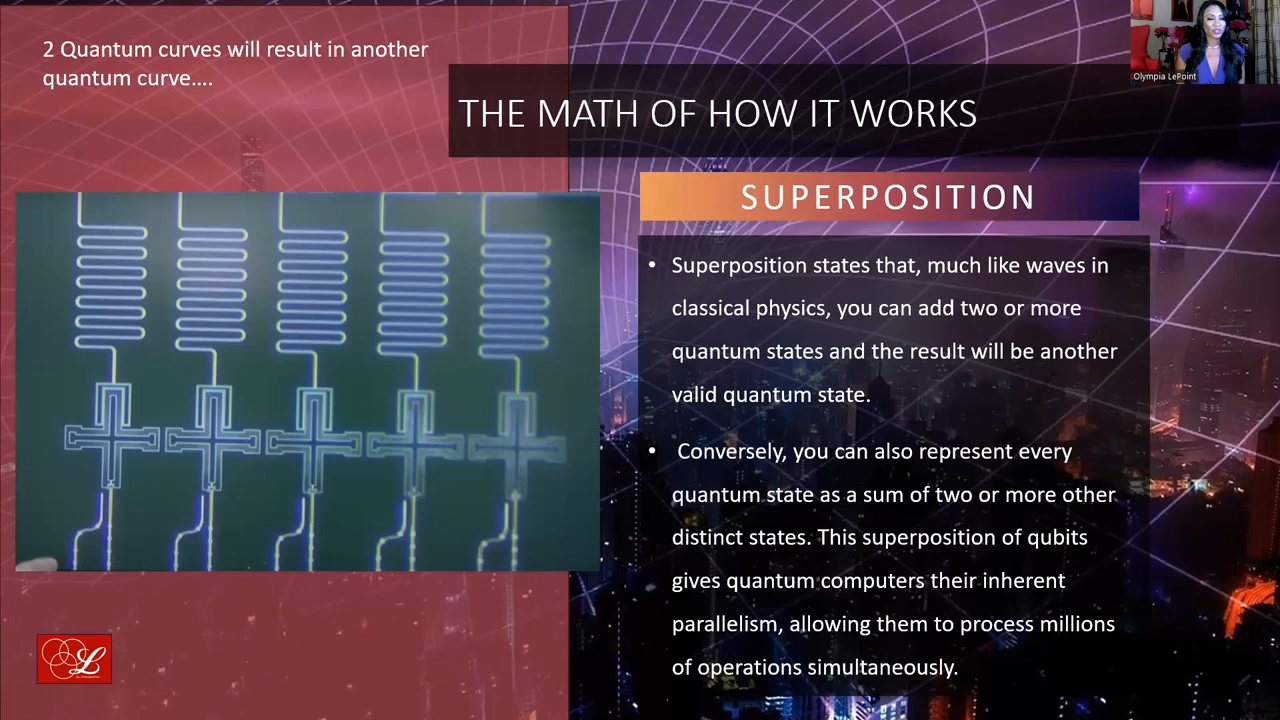 2 Quantum curves will result in another
quantum curve....
THE MATH OF HOW IT WORKS
Olympia LePoint
SUPERPOSITION
• Superposition states that, much like waves in
classical physics, you can add two or more
quantum states and the result will be another
valid quantum state.
• Conversely, you can also represent every
quantum state as a sum of two or more other
distinct states. This superposition of qubits
gives quantum computers their inherent
parallelism, allowing them to process millions
of operations simultaneously.